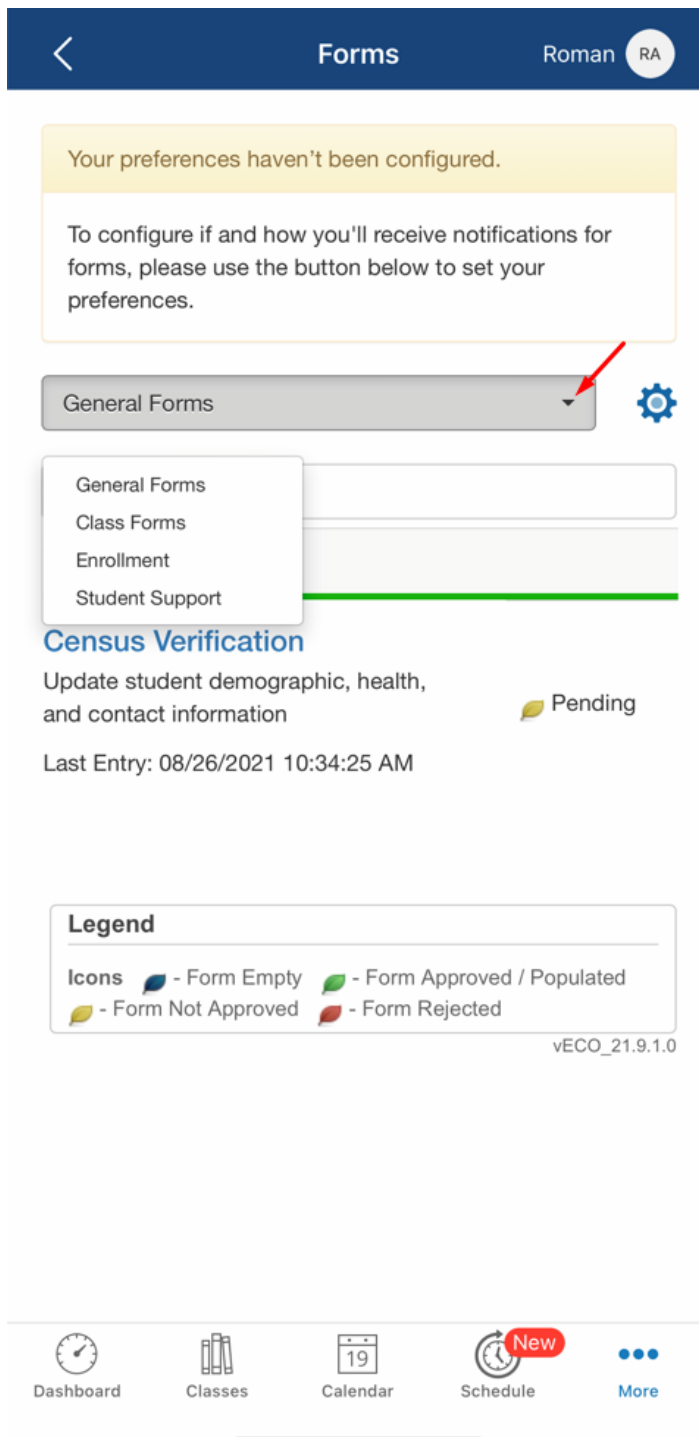 Forms
Roman RA
Your preferences haven't been configured.
To configure if and how you'll receive notifications for
forms, please use the button below to set your
preferences.
General Forms
General Forms
Class Forms
Enrollment
Student Support
Census Verification
Update student demographic, health,
and contact information
Pending
Last Entry: 08/26/2021 10:34:25 AM
Legend
Icons - Form Empty - Form Approved / Populated
- Form Not Approved - Form Rejected
vECO_21.9.1.0
19
New
Dashboard Classes Calendar Schedule More